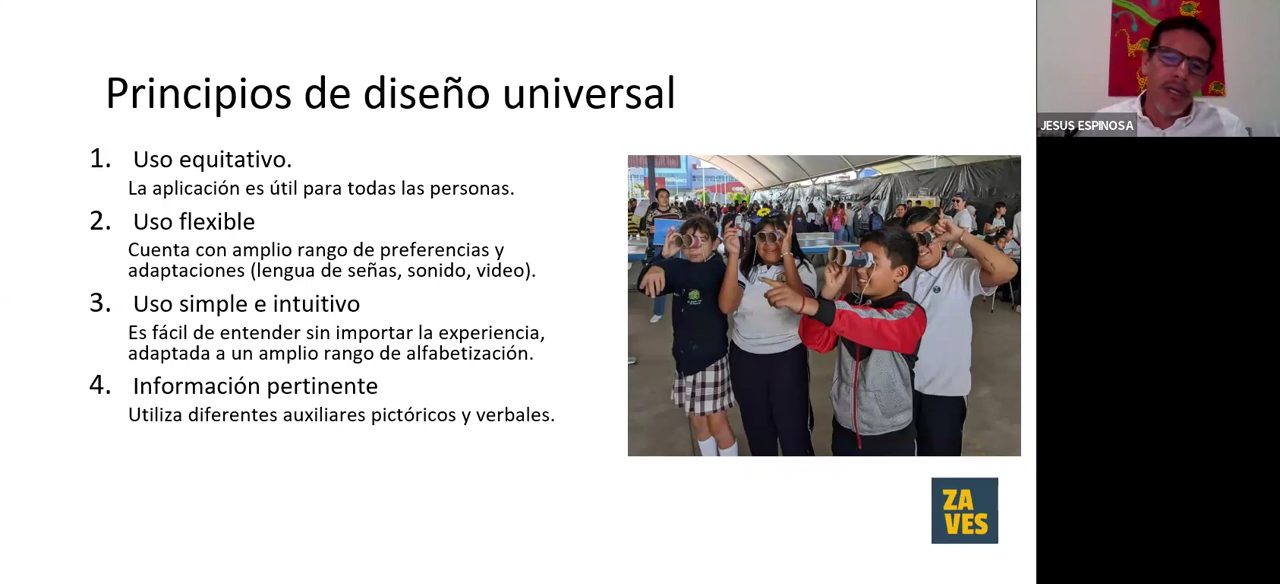 Principios de diseño universal
1. Uso equitativo.
La aplicación es útil para todas las personas.
2. Uso flexible
Cuenta con amplio rango de preferencias y
adaptaciones (lengua de señas, sonido, video).
3. Uso simple e intuitivo
Es fácil de entender sin importar la experiencia,
adaptada a un amplio rango de alfabetización.
4. Información pertinente
Utiliza diferentes auxiliares pictóricos y verbales.
ZA
VES
JESUS ESPINOSA